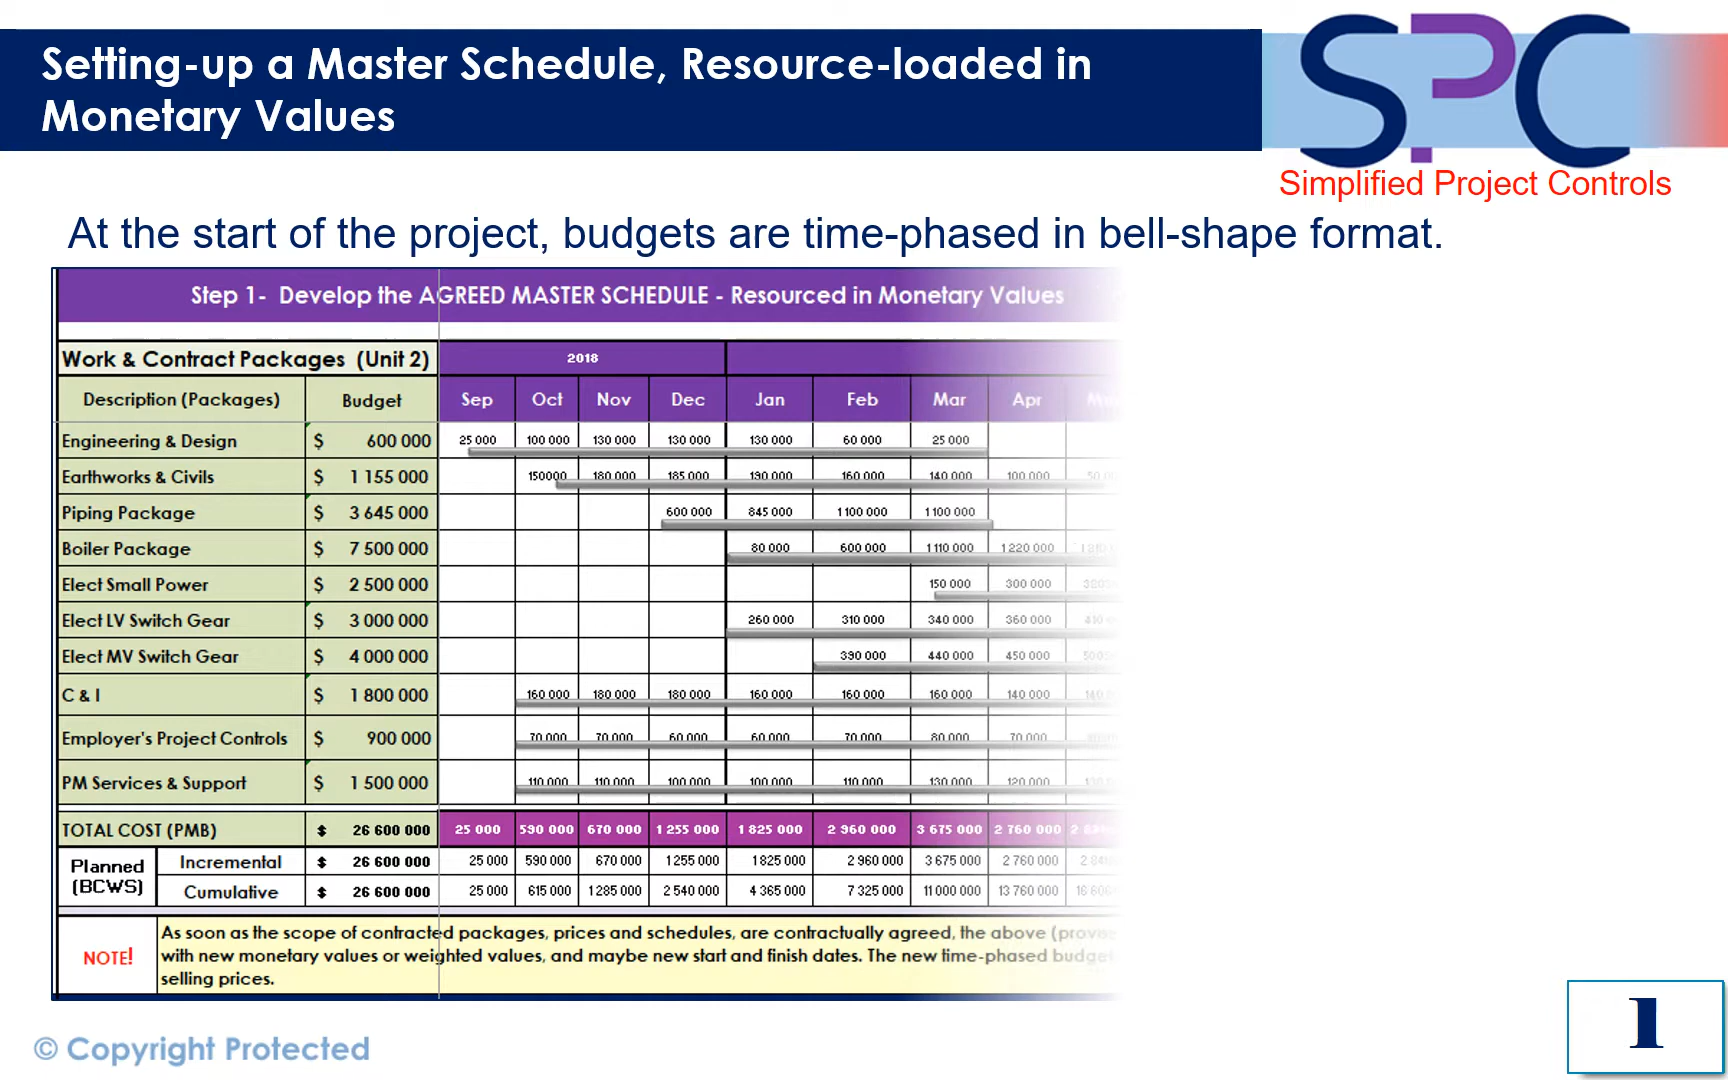 Setting-up a Master Schedule, Resource-loaded in
Monetary Values
SPC
Simplified Project Controls
At the start of the project, budgets are time-phased in bell-shape format.
Step 1- Develop the AGREED MASTER SCHEDULE - Resourced in Monetary Values
Work & Contract Packages (Unit 2) 2018
Description (Packages) Budget Sep Oct Nov Dec Jan Feb Mar Apr
Engineering & Design $ 600 000 25 000 100 000 130 000 130 000 130 000 60 000 25 000
Earthworks & Civils $ 1 155 000 150000 180 000 185 000 190 000 160 000 140 000 100 000
Piping Package $ 3 645 000 600 000 845 000 1 100 000 1 100 000
Boiler Package $ 7 500 000 80 000 600 000 1 110 000 1 220 000
Elect Small Power $ 2 500 000 150 000 300 000
Elect LV Switch Gear $ 3 000 000 260 000 310 000 340 000 360 000
Elect MV Switch Gear $ 4 000 000 390 000 440 000 450 000
C & I $ 1 800 000 160 000 180 000 180 000 160 000 160 000 160 000 140 000
Employer's Project Controls $ 900 000 70 000 70 000 60 000 60 000 70 000 80 000 70 000
PM Services & Support $ 1 500 000 110 000 110 000 100 000 100 000 110 000 130 000 120 000
TOTAL COST (PMB) $ 26 600 000 25 000 590 000 670 000 1 255 000 1 825 000 2 960 000 3 675 000 2 760 000
Planned (BCWS) Incremental $ 26 600 000 25 000 590 000 670 000 1 255 000 1 825 000 2 960 000 3 675 000 2 760 000
Cumulative $ 26 600 000 25 000 615 000 1 285 000 2 540 000 4 365 000 7 325 000 11 000 000 13 760 000
NOTE! As soon as the scope of contracted packages, prices and schedules, are contractually agreed, the above
with new monetary values or weighted values, and maybe new start and finish dates. The new time-phased budget
selling prices.
© Copyright Protected
1